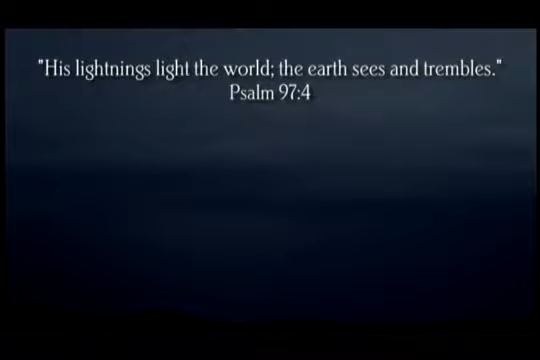 "His lightnings light the world; the earth sees and trembles."
Psalm 97:4